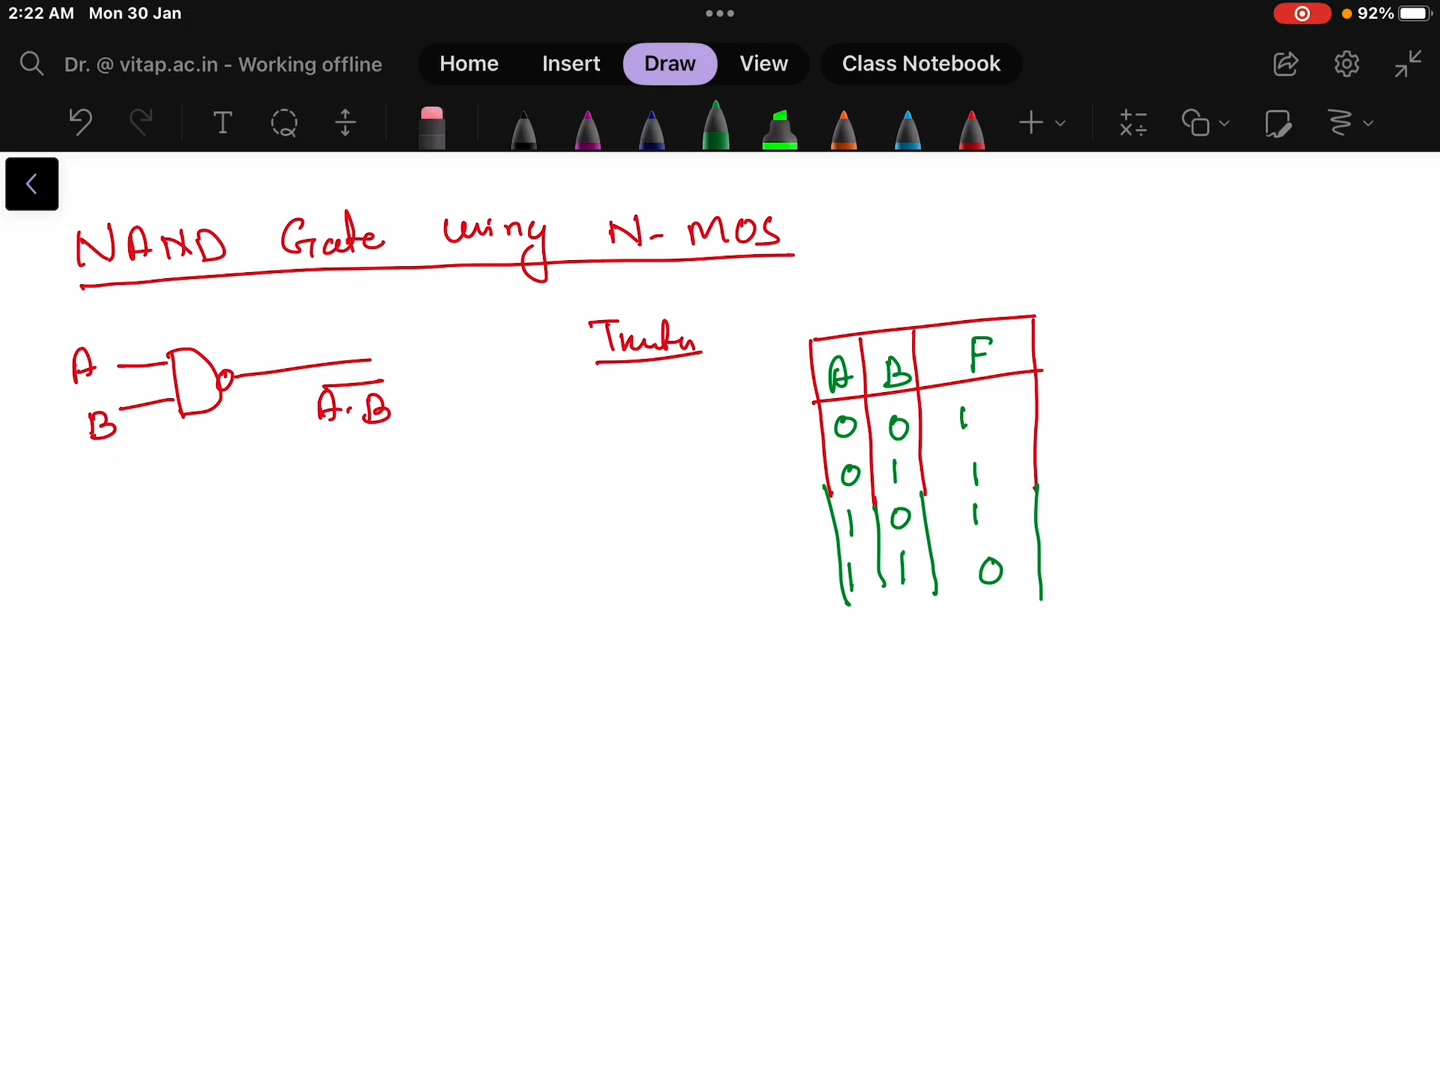 2:22 AM Mon 30 Jan
92%
Dr. @ vitap.ac.in - Working offline
Home Insert Draw View Class Notebook
T
NAND Gate using N-MOS
Truth
A
B
A.B
A B F
0 0 1
0 1 1
1 0 1
1 1 0